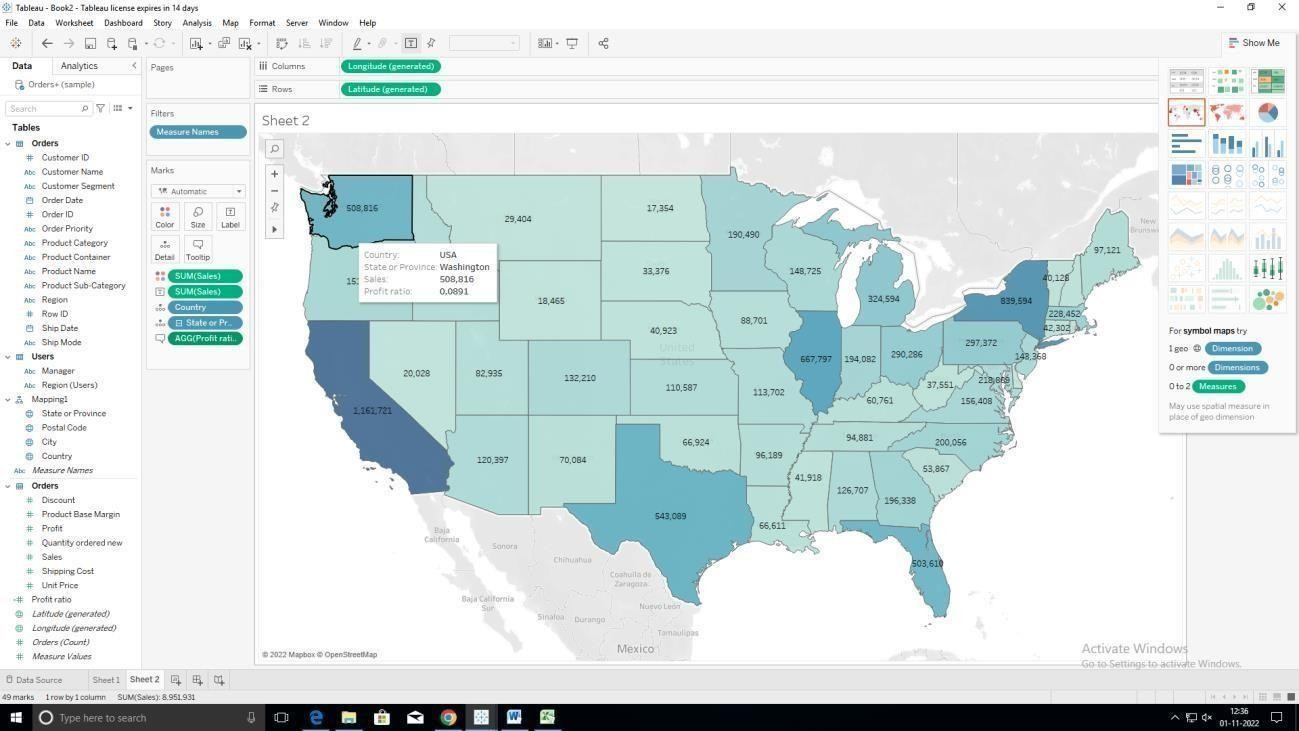 Tableau - Book2 - Tableau license expires in 14 days
File Data Worksheet Dashboard Story Analysis Map Format Server Window Help
Show Me
Data Analytics
Orders+ (sample)
Search
Tables
Orders
Customer ID
Abc Customer Name
Abc Customer Segment
Order Date
Order ID
Abc Order Priority
Abc Product Category
Abc Product Container
Abc Product Name
Abc Product Sub-Category
Abc Region
Row ID
Ship Date
Abc Ship Mode
Users
Abc Manager
Abc Region (Users)
Mapping1
State or Province
Postal Code
City
Country
Abc Measure Names
Orders
Discount
Product Base Margin
Profit
Quantity ordered new
Sales
Shipping Cost
Unit Price
Profit ratio
Latitude (generated)
Longitude (generated)
Orders (Count)
Measure Values
Pages
Filters
Measure Names
Marks
Automatic
Color Size Label
Detail Tooltip
SUM(Sales)
SUM(Sales)
Country
State or Pr..
AGG(Profit rati..
Columns Longitude (generated)
Rows Latitude (generated)
Sheet 2
508,816
29,404
17,354
190,490
97,121
Country: USA
State or Province: Washington
Sales: 508,816
Profit ratio: 0,0891
33,376
148,725
324,594
40,128
839,594
228,452
42,302
18,465
40,923
88,701
United
States
667,797
194,082
290,286
297,372
20,028
82,935
132,210
110,587
113,702
60,761
37,551
156,408
1,161,721
94,881
200,056
120,397
70,084
66,924
96,189
41,918
126,707
196,338
53,867
543,089
66,611
503,610
Baja
California
Sonora
Chihuahua
Coahuila de
Zaragoza
Baja California
Sur
Sinaloa
Durango
Nuevo León
Tamaulipas
Mexico
New
© 2022 Mapbox © OpenStreetMap
For symbol maps try
1 geo Dimension
0 or more Dimensions
0 to 2 Measures
May use spatial measure in
place of geo dimension
Activate Windows
Go to Settings to activate Windows.
Data Source Sheet 1 Sheet 2
49 marks 1 row by 1 column SUM(Sales): 8,951,931
Type here to search
12:36
01-11-2022